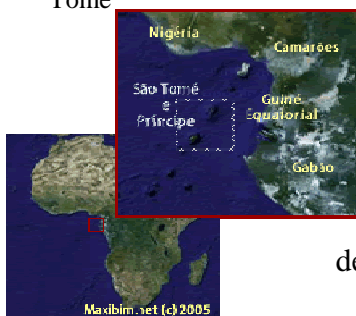 Tomé
Nigéria
Camarões
São Tomé
e
Príncipe
Guiné
Equatorial
Gabão
de
Maxibim.net (c) 2005